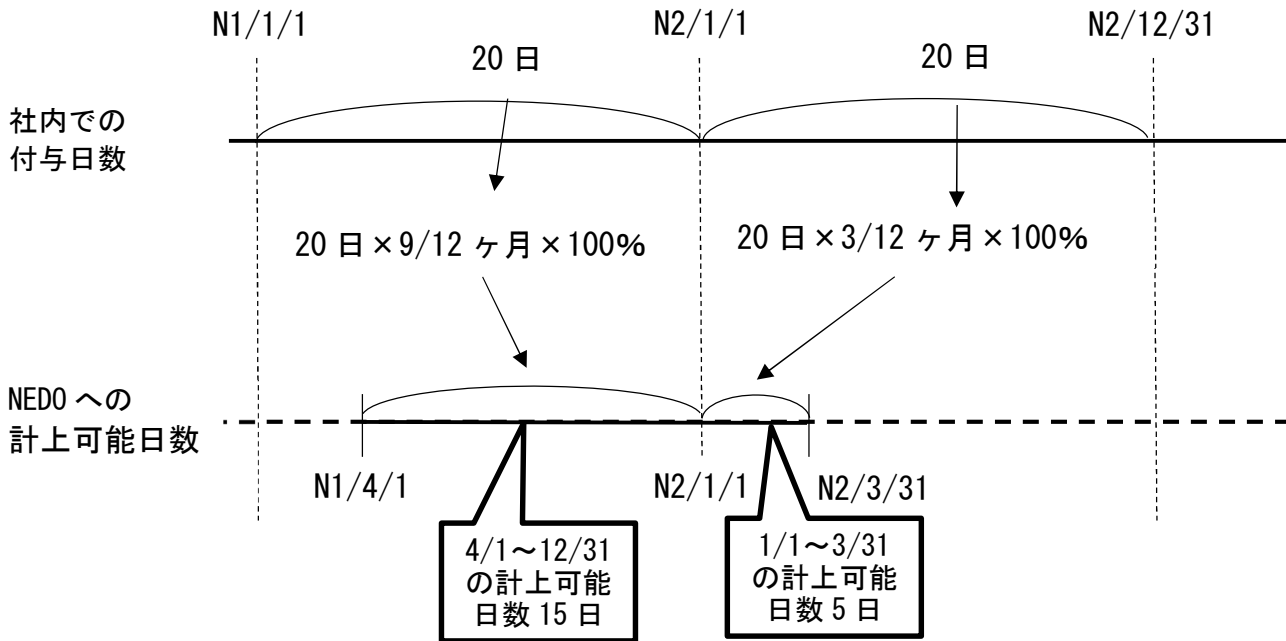 N1/1/1
N2/1/1
N2/12/31
20 日
20 日
社内での
付与日数
20 日×9/12 ヶ月×100％
20 日×3/12 ヶ月×100％
NEDO への
計上可能日数
N1/4/1
N2/1/1
N2/3/31
4/1～12/31
の計上可能
日数 15 日
1/1～3/31
の計上可能
日数 5 日